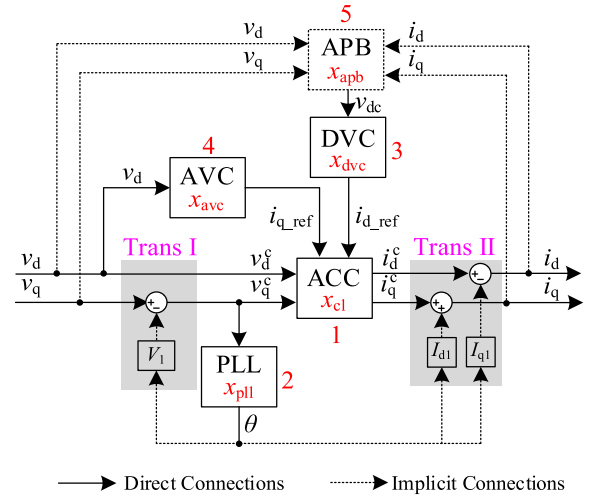 5
v_d
i_d
APB
v_q
x_apb
i_q
v_dc
DVC
4
3
x_dvc
v_d
AVC
x_avc
i_q_ref
i_d_ref
Trans I
Trans II
v_d
v_d^c
ACC
i_d^c
+ -
i_d
v_q
+ -
v_q^c
x_cl
i_q^c
+ +
i_q
1
V_1
PLL
2
I_d1
I_q1
x_pll
θ
Direct Connections
Implicit Connections